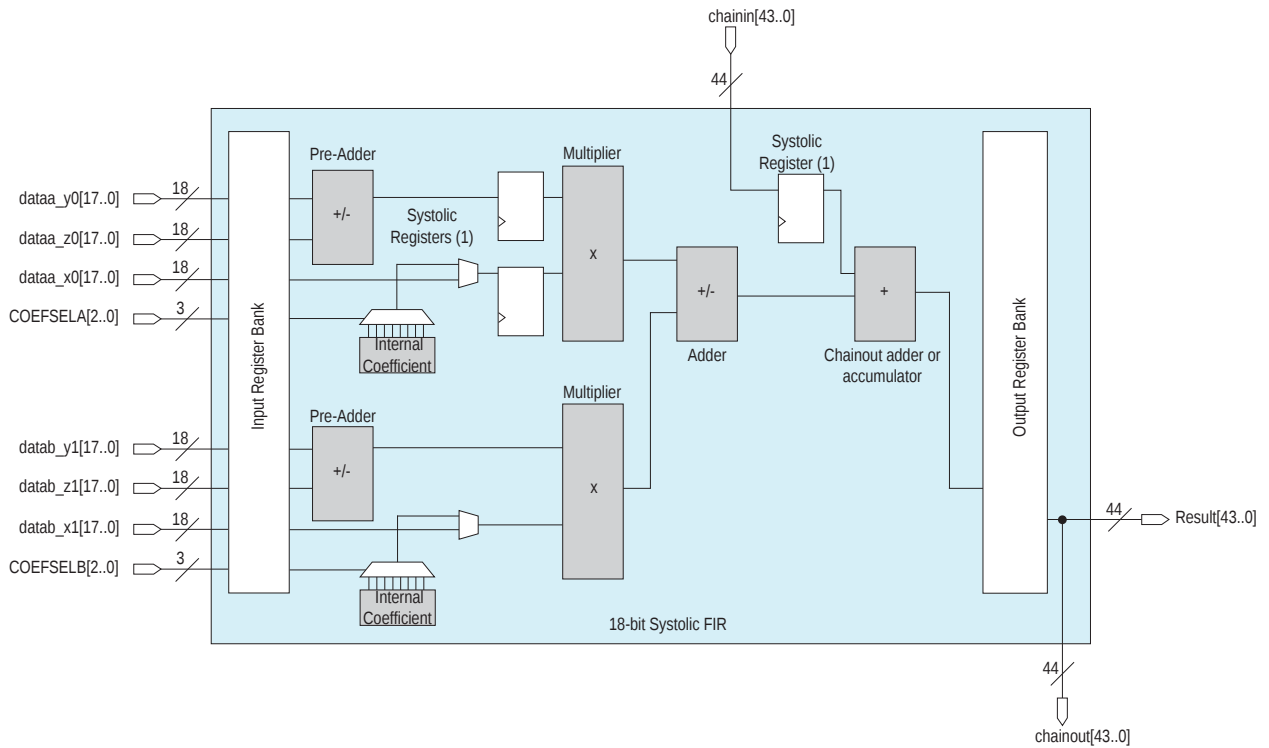 chainin[43..0]
44
Systolic
Register (1)
Multiplier
Pre-Adder
dataa_y0[17..0]
18
+/-
Systolic
Registers (1)
dataa_z0[17..0]
18
x
dataa_x0[17..0]
18
+/-
+
COEFSELA[2..0]
3
Internal
Coefficient
Adder
Chainout adder or
accumulator
Input Register Bank
Output Register Bank
Multiplier
Pre-Adder
datab_y1[17..0]
18
+/-
datab_z1[17..0]
18
x
datab_x1[17..0]
18
44
Result[43..0]
COEFSELB[2..0]
3
Internal
Coefficient
18-bit Systolic FIR
44
chainout[43..0]